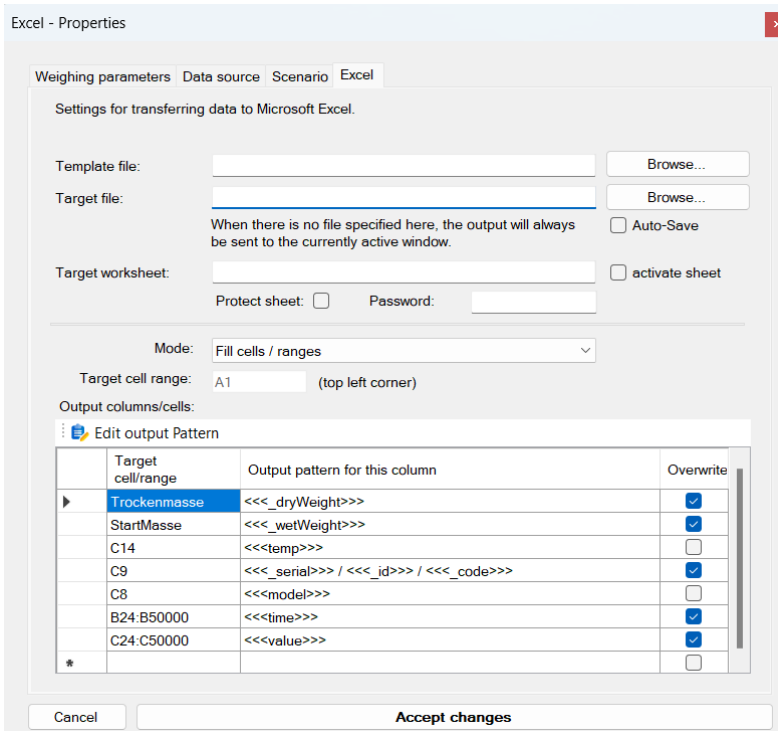 Excel - Properties
Weighing parameters Data source Scenario Excel
Settings for transferring data to Microsoft Excel.
Template file: Browse...
Target file: Browse...
When there is no file specified here, the output will always
be sent to the currently active window.
Auto-Save
Target worksheet: activate sheet
Protect sheet: Password:
Mode: Fill cells / ranges
Target cell range: A1 (top left corner)
Output columns/cells:
Edit output Pattern
Target
cell/range
Output pattern for this column
Overwrite
Trockenmasse <<<_dryWeight>>>
StartMasse <<<_wetWeight>>>
C14 <<<temp>>>
C9 <<<_serial>>> / <<<_id>>> / <<<_code>>>
C8 <<<model>>>
B24:B50000 <<<time>>>
C24:C50000 <<<value>>>
*
Cancel Accept changes